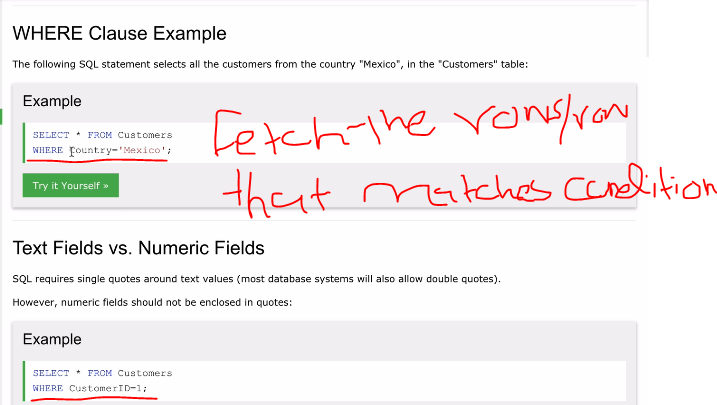 WHERE Clause Example
The following SQL statement selects all the customers from the country "Mexico", in the "Customers" table:
Example
SELECT * FROM Customers
WHERE Country='Mexico';
Fetch the rows/row
that matches condition
Try it Yourself »
Text Fields vs. Numeric Fields
SQL requires single quotes around text values (most database systems will also allow double quotes).
However, numeric fields should not be enclosed in quotes:
Example
SELECT * FROM Customers
WHERE CustomerID=1;